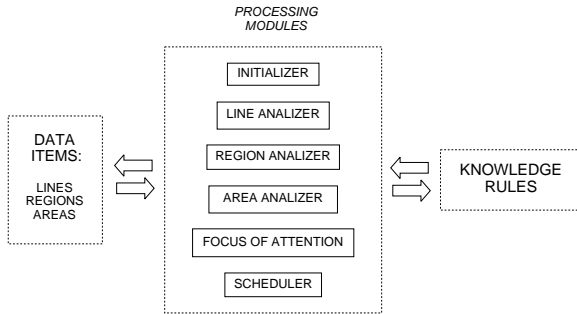 PROCESSING
MODULES
INITIALIZER
LINE ANALIZER
REGION ANALIZER
AREA ANALIZER
FOCUS OF ATTENTION
SCHEDULER
DATA
ITEMS:
LINES
REGIONS
AREAS
KNOWLEDGE
RULES